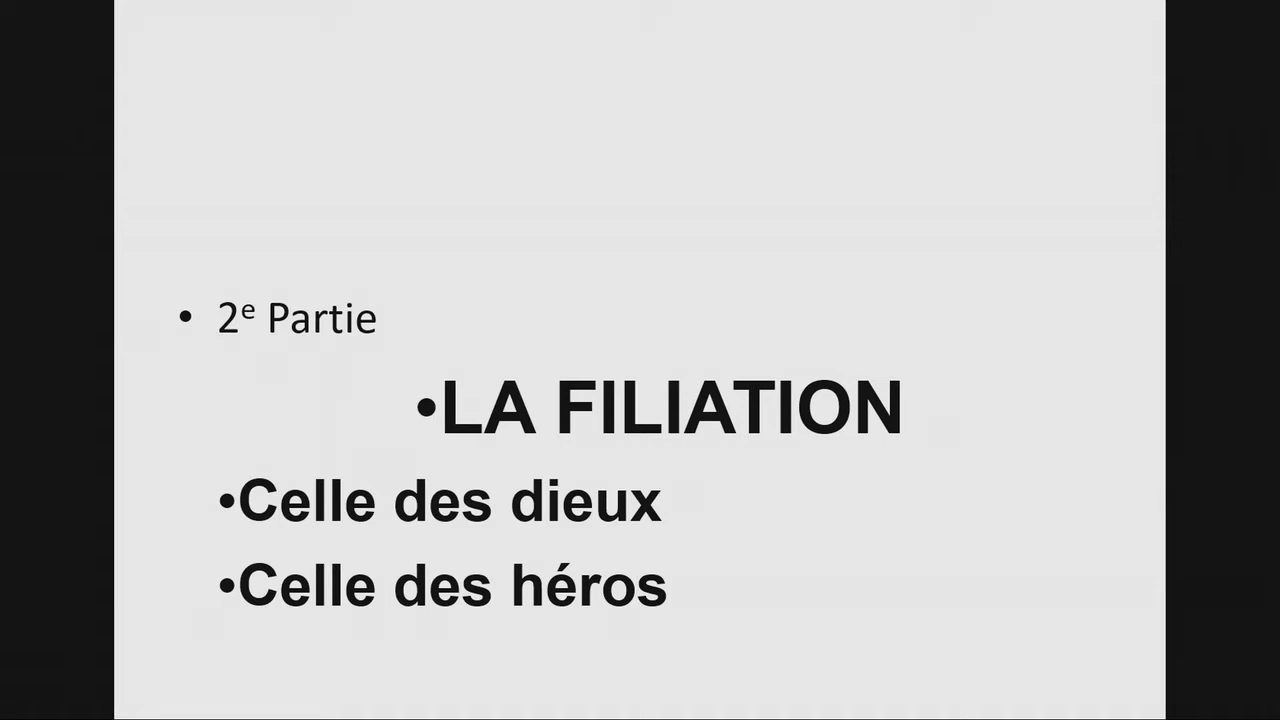 • 2e Partie
•LA FILIATION
•Celle des dieux
•Celle des héros